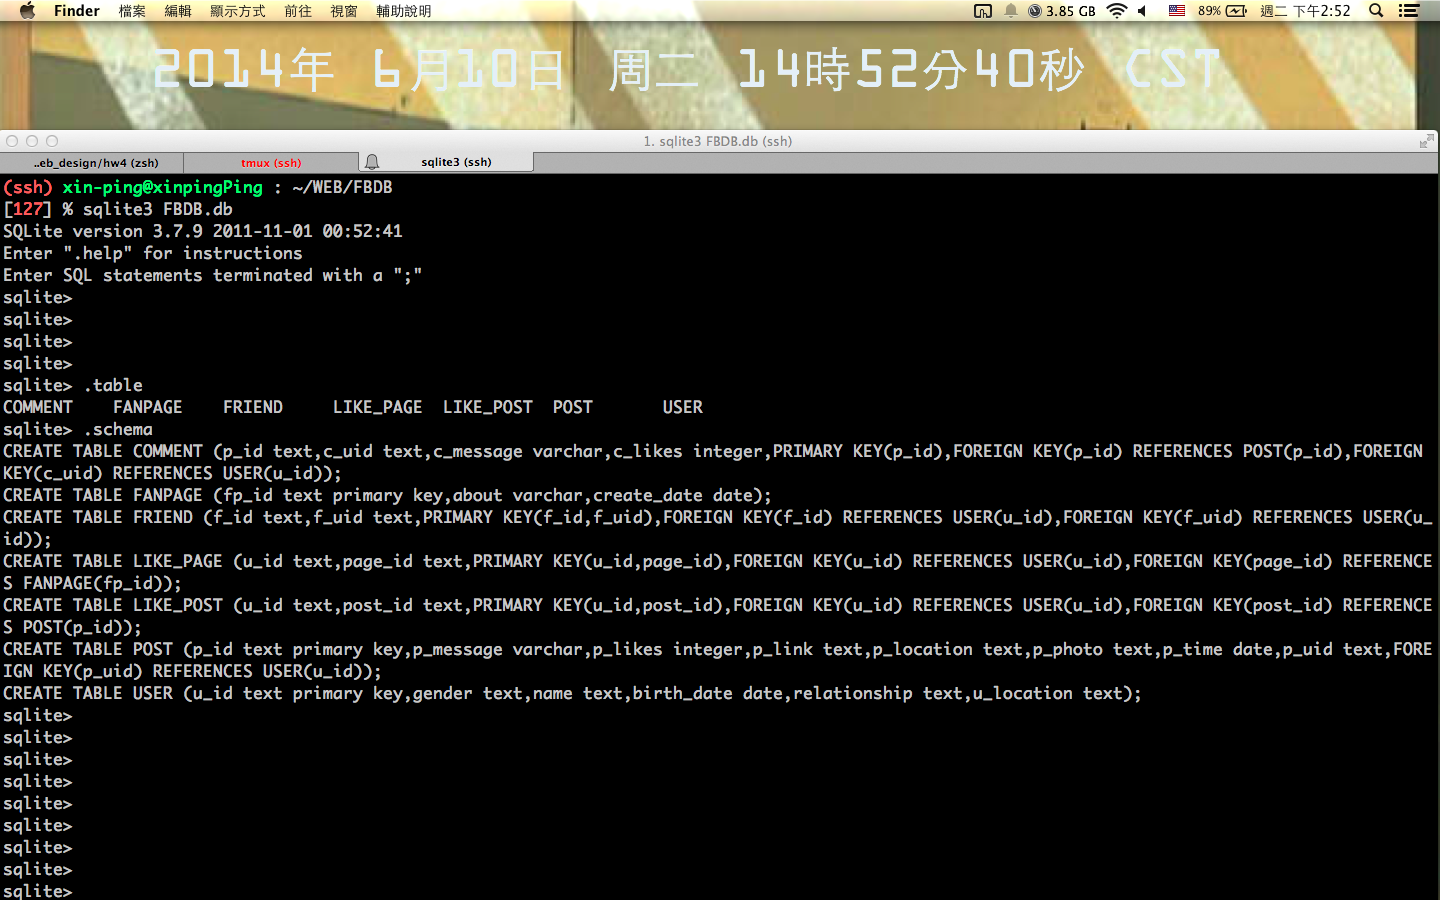 Finder 檔案 編輯 顯示方式 前往 視窗 輔助說明 3.85 GB 89% 週二 下午2:52
2014年 6月10日 周二 14時52分40秒 CST
1. sqlite3 FBDB.db (ssh)
..eb_design/hw4 (zsh) tmux (ssh) sqlite3 (ssh)
(ssh) xin-ping@xinpingPing : ~/WEB/FBDB
[127] % sqlite3 FBDB.db
SQLite version 3.7.9 2011-11-01 00:52:41
Enter ".help" for instructions
Enter SQL statements terminated with a ";"
sqlite>
sqlite>
sqlite>
sqlite>
sqlite> .table
COMMENT    FANPAGE    FRIEND     LIKE_PAGE  LIKE_POST  POST       USER
sqlite> .schema
CREATE TABLE COMMENT (p_id text,c_uid text,c_message varchar,c_likes integer,PRIMARY KEY(p_id),FOREIGN KEY(p_id) REFERENCES POST(p_id),FOREIGN
KEY(c_uid) REFERENCES USER(u_id));
CREATE TABLE FANPAGE (fp_id text primary key,about varchar,create_date date);
CREATE TABLE FRIEND (f_id text,f_uid text,PRIMARY KEY(f_id,f_uid),FOREIGN KEY(f_id) REFERENCES USER(u_id),FOREIGN KEY(f_uid) REFERENCES USER(u_
id));
CREATE TABLE LIKE_PAGE (u_id text,page_id text,PRIMARY KEY(u_id,page_id),FOREIGN KEY(u_id) REFERENCES USER(u_id),FOREIGN KEY(page_id) REFERENCE
S FANPAGE(fp_id));
CREATE TABLE LIKE_POST (u_id text,post_id text,PRIMARY KEY(u_id,post_id),FOREIGN KEY(u_id) REFERENCES USER(u_id),FOREIGN KEY(post_id) REFERENCE
S POST(p_id));
CREATE TABLE POST (p_id text primary key,p_message varchar,p_likes integer,p_link text,p_location text,p_photo text,p_time date,p_uid text,FORE
IGN KEY(p_uid) REFERENCES USER(u_id));
CREATE TABLE USER (u_id text primary key,gender text,name text,birth_date date,relationship text,u_location text);
sqlite>
sqlite>
sqlite>
sqlite>
sqlite>
sqlite>
sqlite>
sqlite>
sqlite>